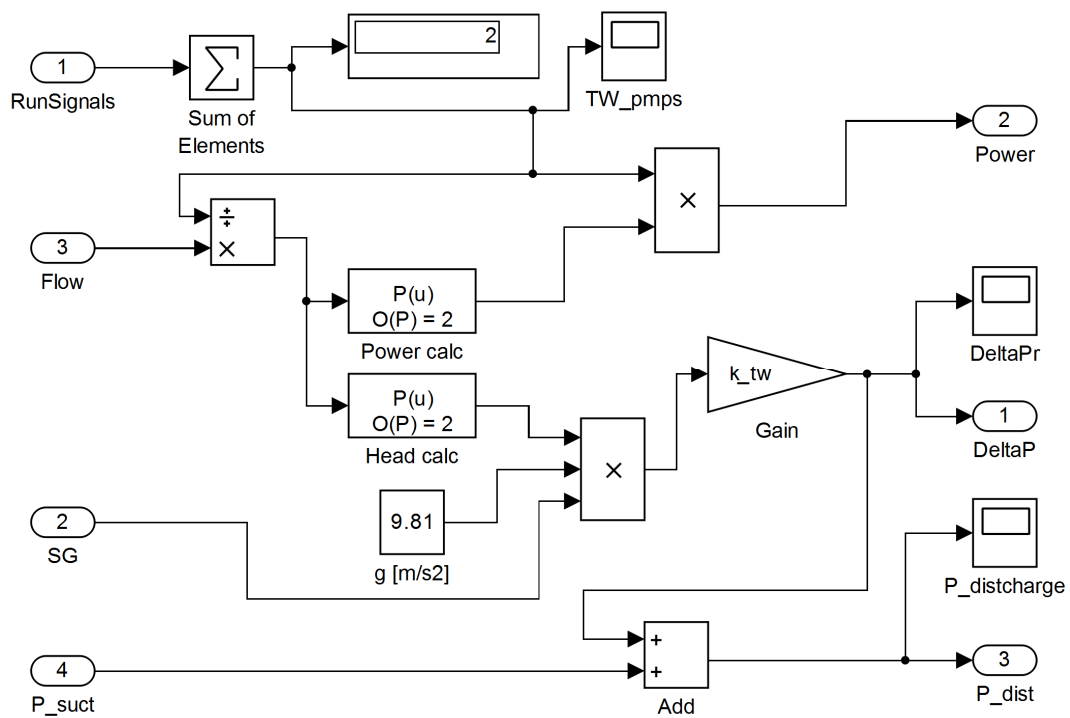 2
1
RunSignals
Sum of
Elements
TW_pmps
2
Power
÷
×
×
3
Flow
P(u)
O(P) = 2
Power calc
DeltaPr
k_tw
Gain
P(u)
O(P) = 2
Head calc
1
DeltaP
×
9.81
g [m/s2]
2
SG
P_distcharge
+
+
Add
4
P_suct
3
P_dist